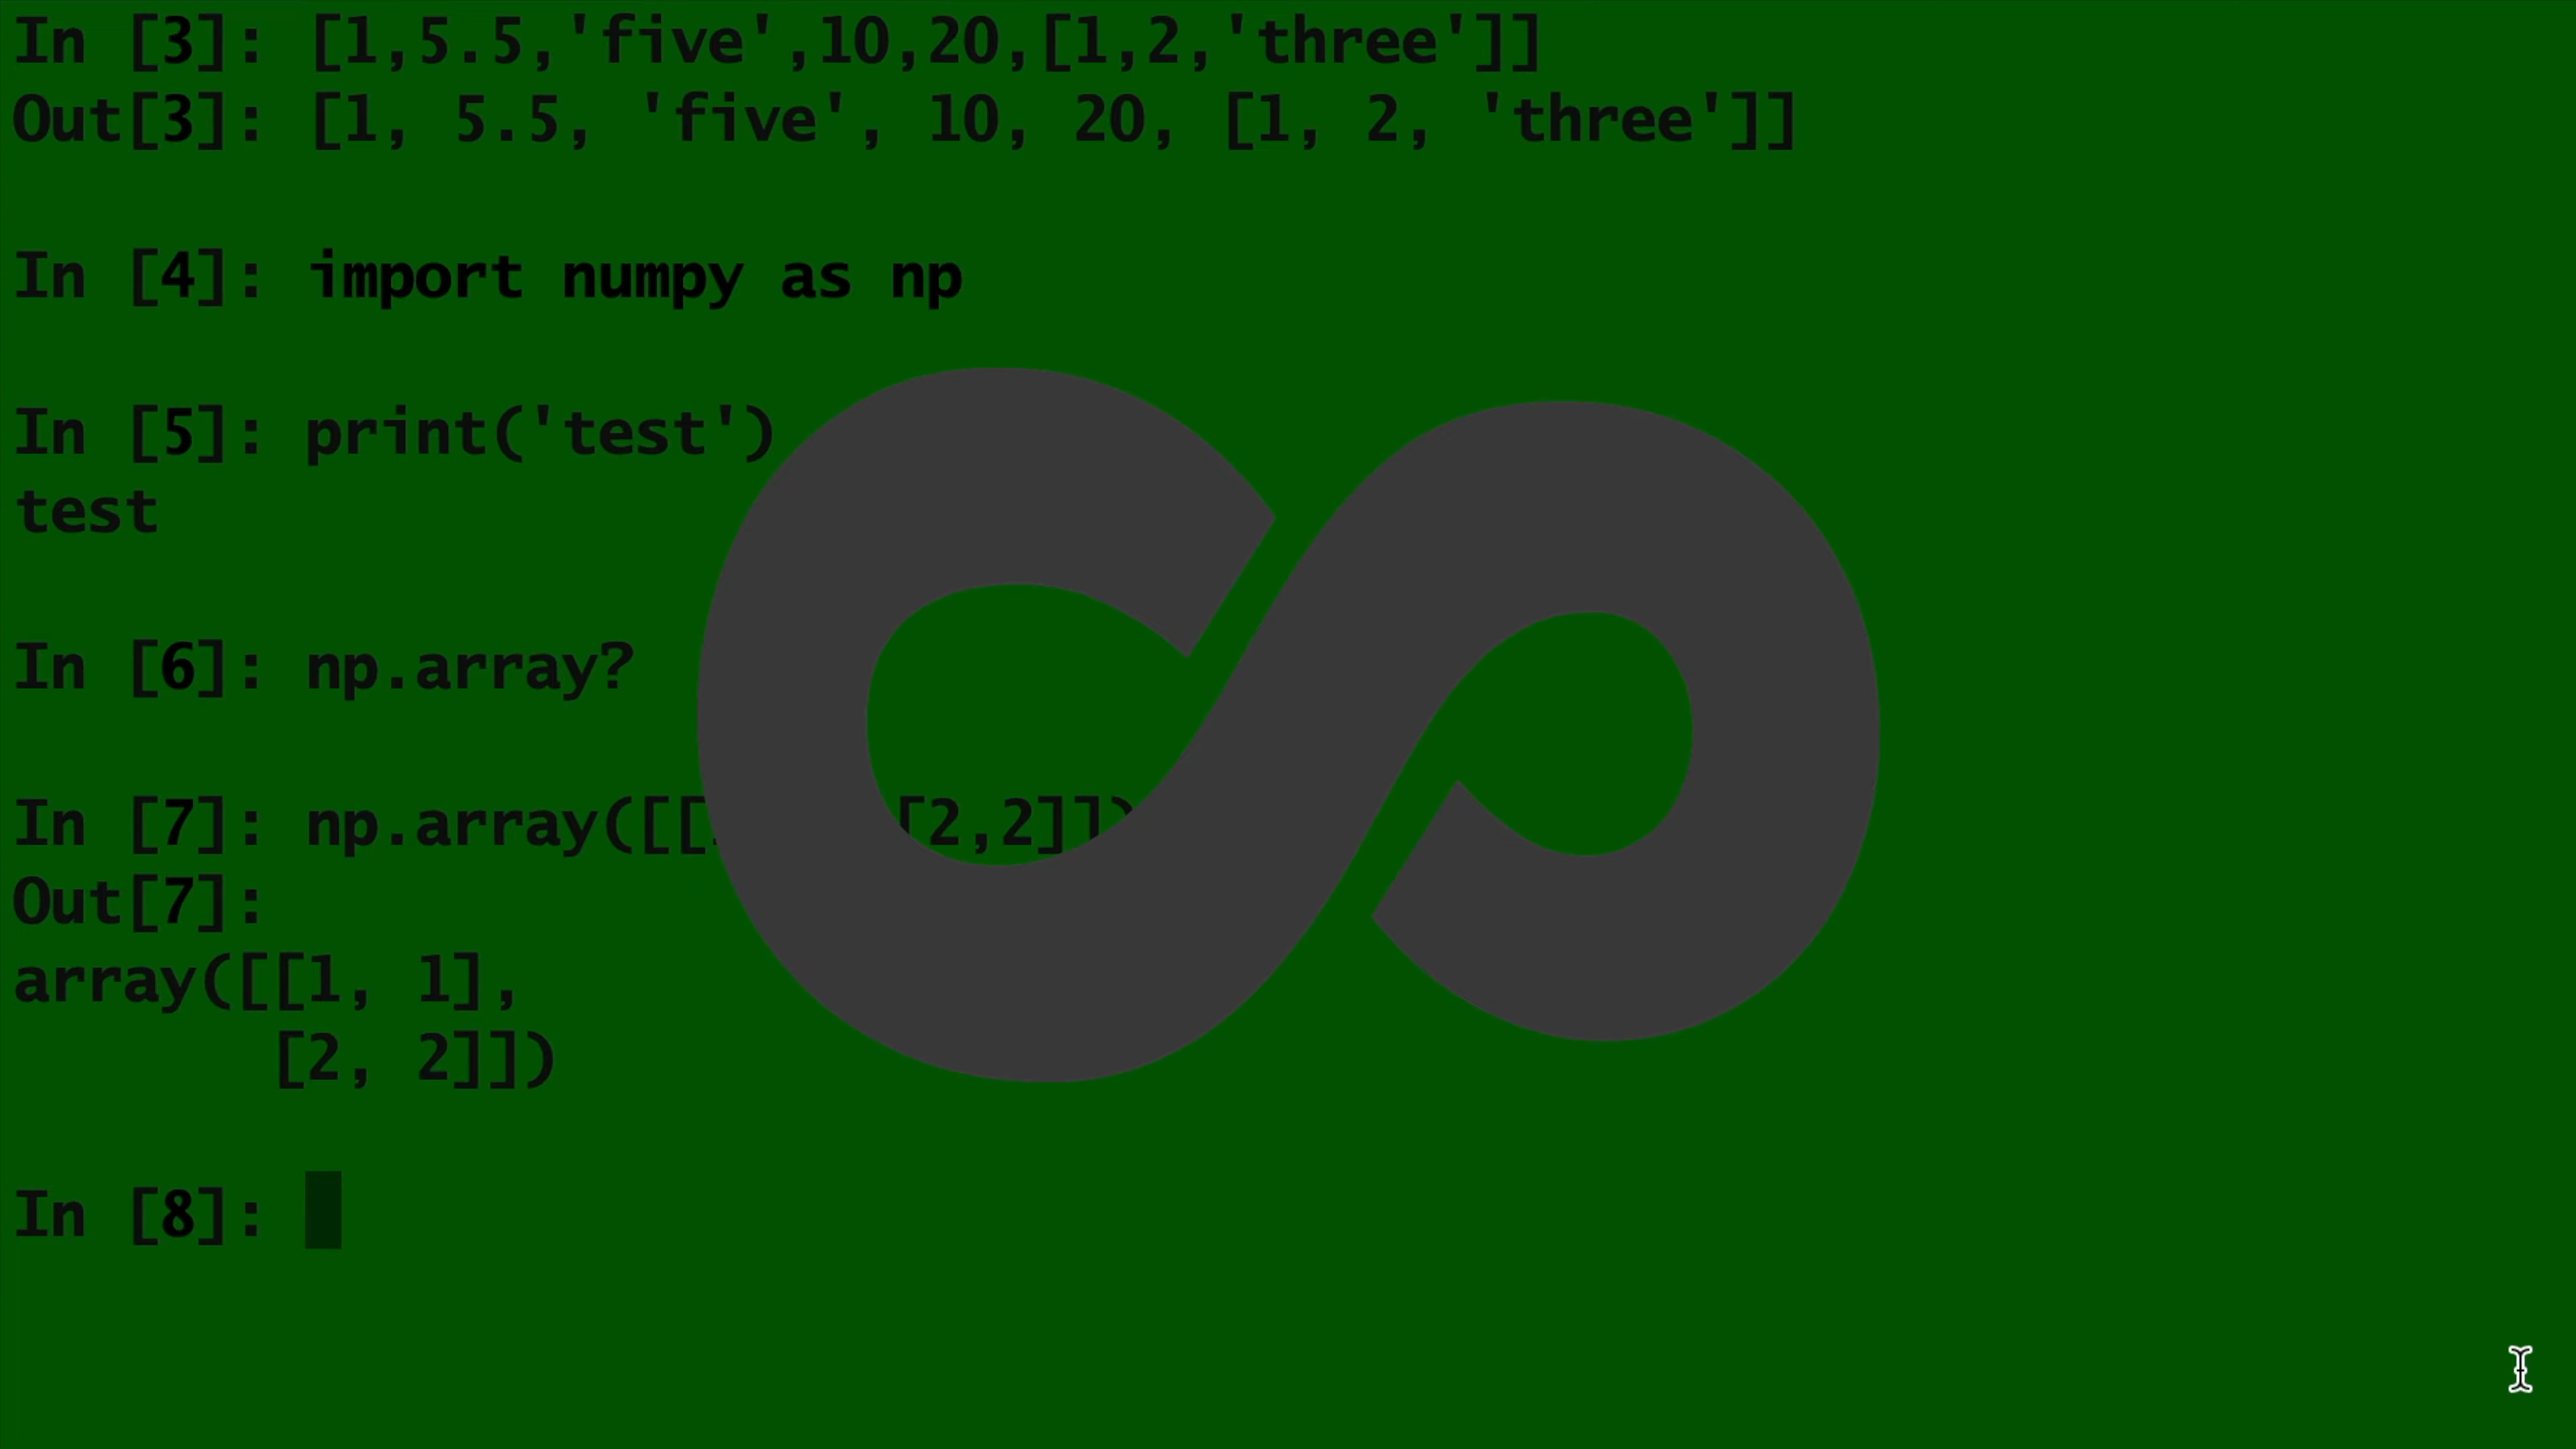 In [3]: [1,5.5,'five',10,20,[1,2,'three']]
Out[3]: [1, 5.5, 'five', 10, 20, [1, 2, 'three']]
In [4]: import numpy as np
In [5]: print('test')
test
In [6]: np.array?
In [7]: np.array([[ [2,2]])
Out[7]:
array([[1, 1],
[2, 2]])
In [8]: